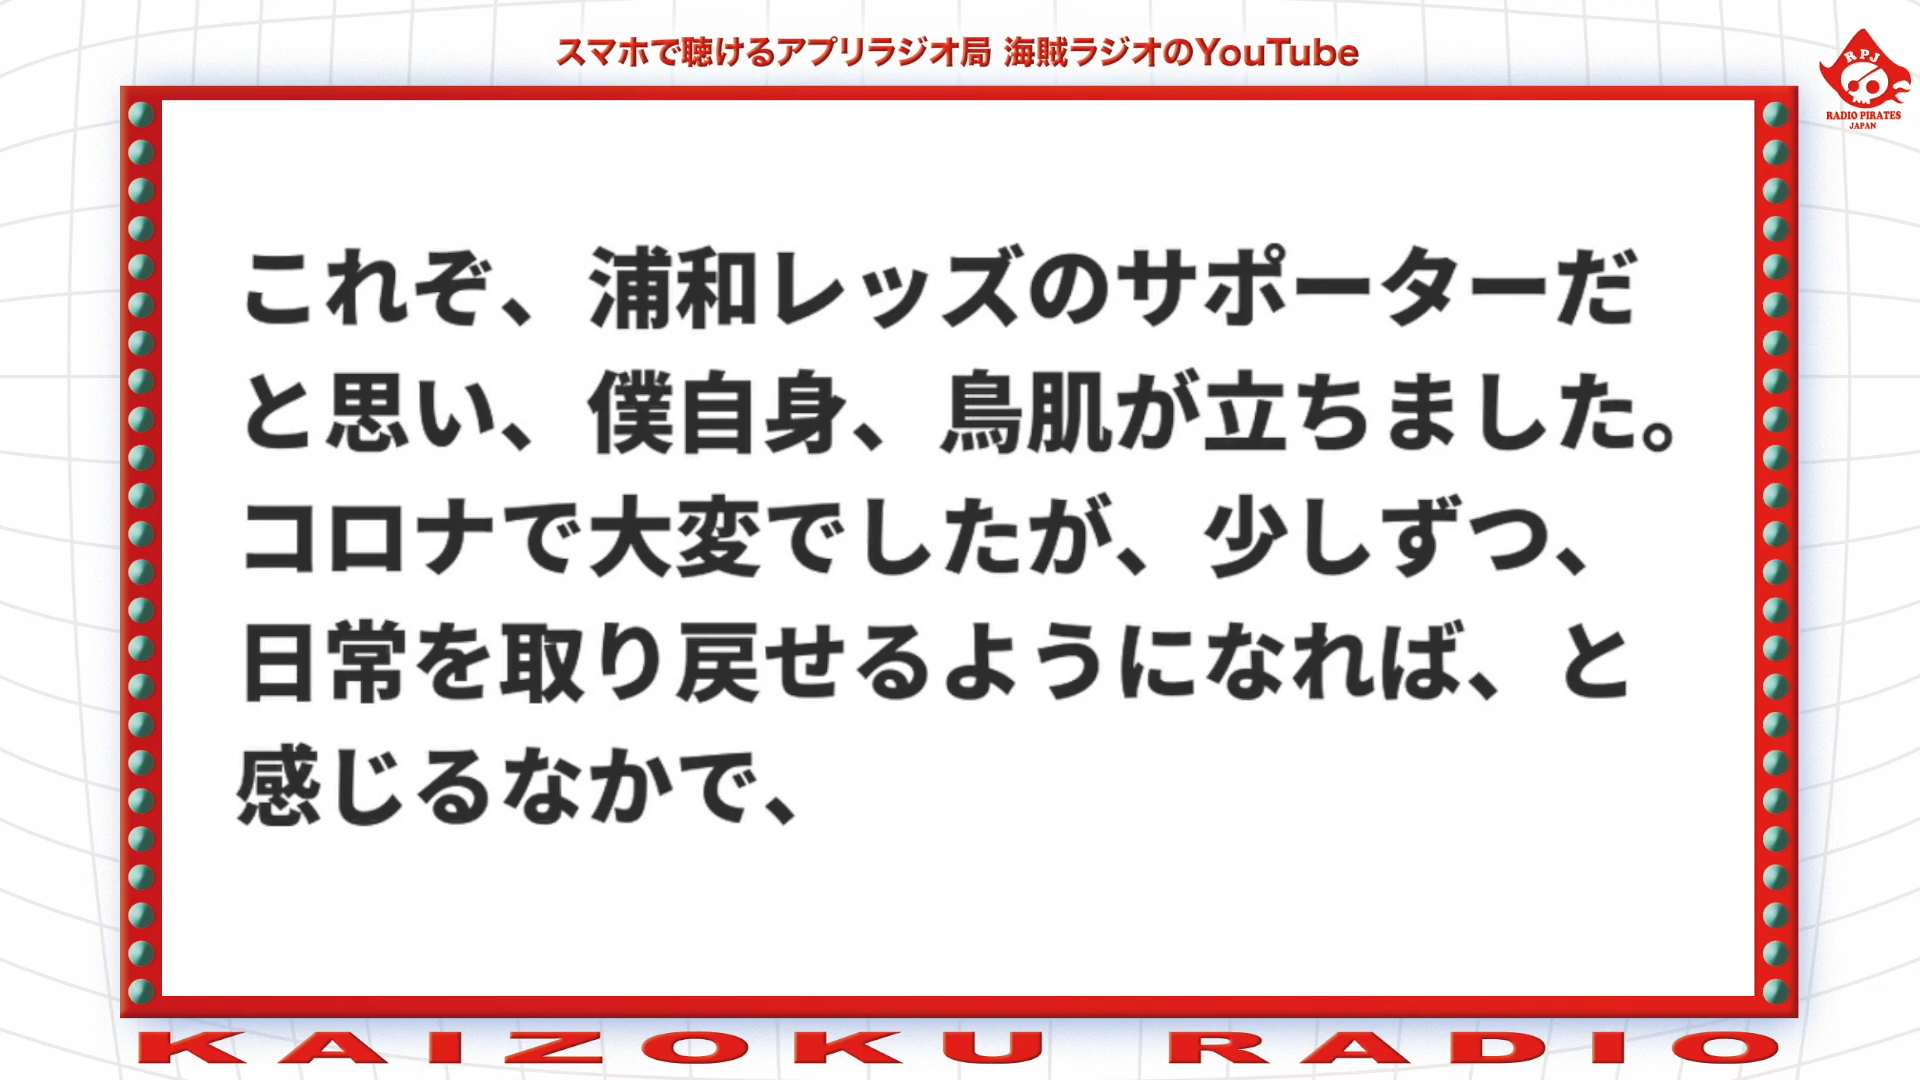 スマホで聴けるアプリラジオ局 海賊ラジオのYouTube
RPJ
RADIO PIRATES
JAPAN
これぞ、浦和レッズのサポーターだ
と思い、僕自身、鳥肌が立ちました。
コロナで大変でしたが、少しずつ、
日常を取り戻せるようになれば、と
感じるなかで、
KAIZOKU RADIO